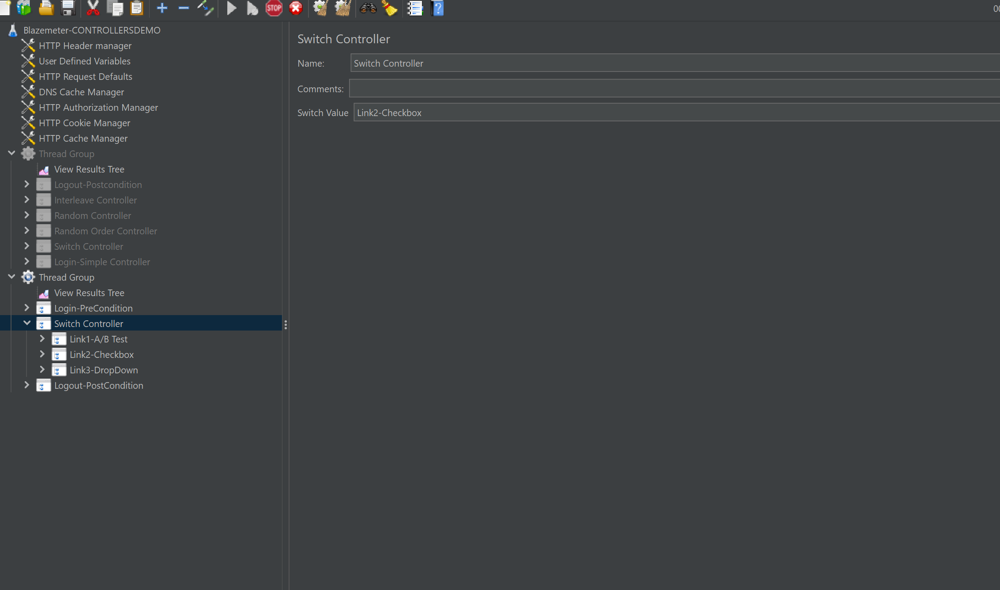 STOP
?
Blazemeter-CONTROLLERSDEMO
HTTP Header manager
User Defined Variables
HTTP Request Defaults
DNS Cache Manager
HTTP Authorization Manager
HTTP Cookie Manager
HTTP Cache Manager
Thread Group
View Results Tree
Logout-Postcondition
Interleave Controller
Random Controller
Random Order Controller
Switch Controller
Login-Simple Controller
Thread Group
View Results Tree
Login-PreCondition
Switch Controller
Link1-A/B Test
Link2-Checkbox
Link3-DropDown
Logout-PostCondition
Switch Controller
Name: Switch Controller
Comments:
Switch Value Link2-Checkbox